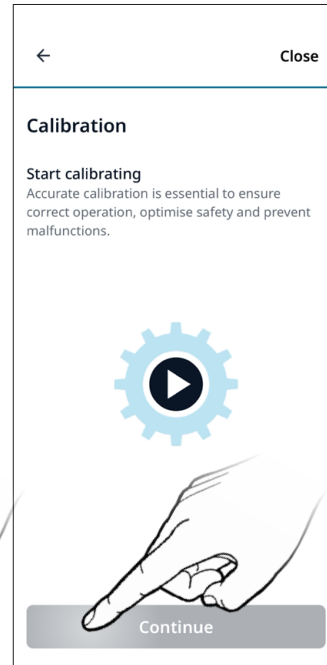 Close
Calibration
Start calibrating
Accurate calibration is essential to ensure
correct operation, optimise safety and prevent
malfunctions.
Continue